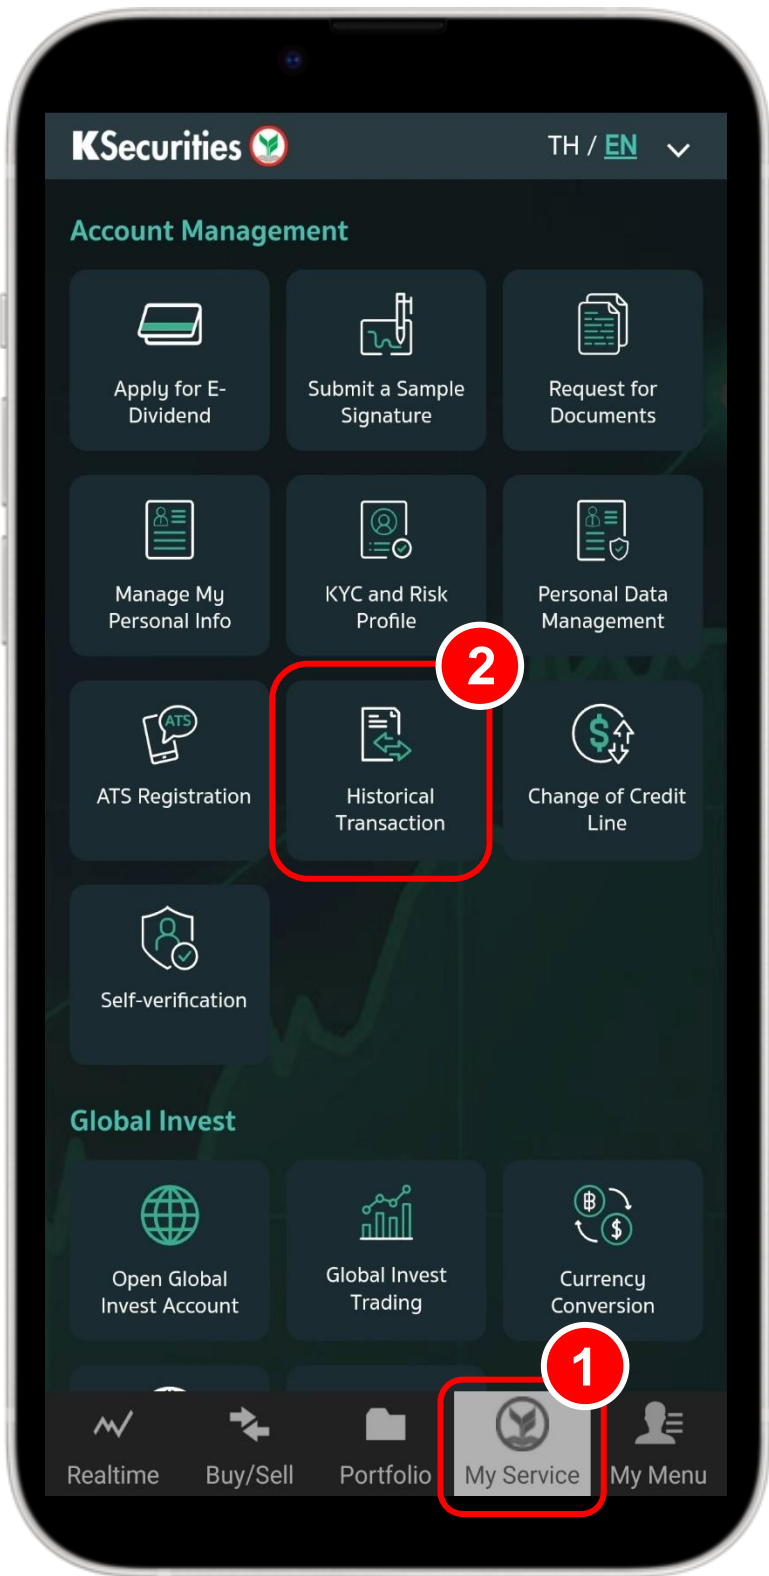 KSecurities
TH / EN
Account Management
Apply for E-
Dividend
Submit a Sample
Signature
Request for
Documents
Manage My
Personal Info
KYC and Risk
Profile
Personal Data
Management
2
ATS
ATS Registration
Historical
Transaction
Change of Credit
Line
Self-verification
Global Invest
Open Global
Invest Account
Global Invest
Trading
Currency
Conversion
1
Realtime
Buy/Sell
Portfolio
My Service
My Menu